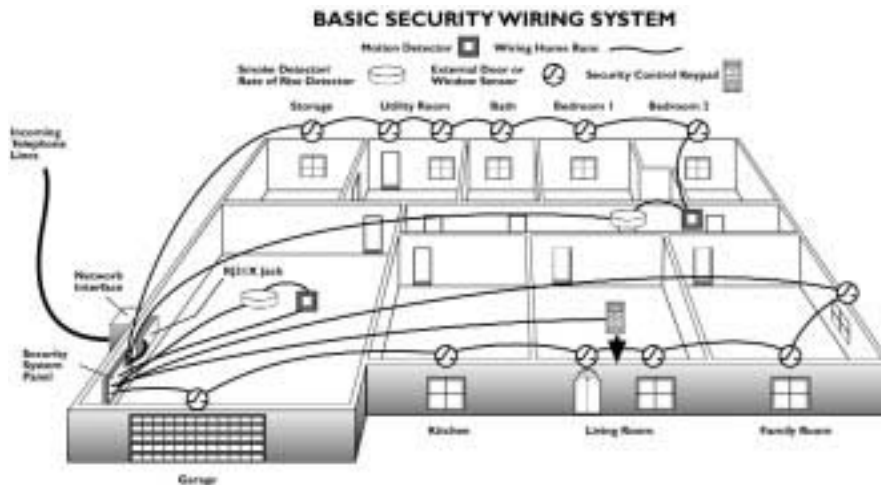 BASIC SECURITY WIRING SYSTEM
Motion Detector
Wiring Home Runs
Smoke Detector/
Rate of Rise Detector
External Door or
Window Sensor
Security Control Keypad
Storage
Utility Room
Bath
Bedroom 1
Bedroom 2
Incoming
Telephone
Lines
RJ31X Jack
Network
Interface
Security
System
Panel
Kitchen
Living Room
Family Room
Garage